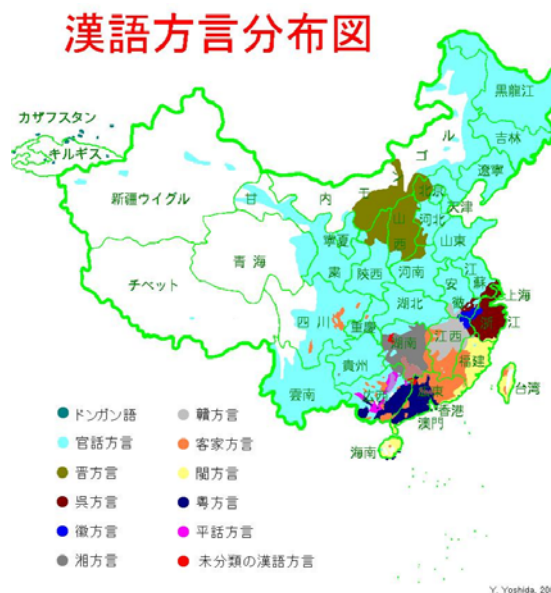 漢語方言分布図
カザフスタン
キルギス
新疆ウイグル
チベット
青海
甘
粛
内
モ
ゴ
ル
黒龍江
吉林
遼寧
北京
天津
河北
山西
山東
寧夏
陝西
河南
江蘇
安徽
上海
四川
重慶
湖北
浙江
湖南
江西
福建
貴州
雲南
広西
広東
香港
澳門
台湾
海南
ドンガン語
官話方言
晋方言
呉方言
徽方言
湘方言
贛方言
客家方言
閩方言
粤方言
平話方言
未分類の漢語方言
Y. Yoshida, 20